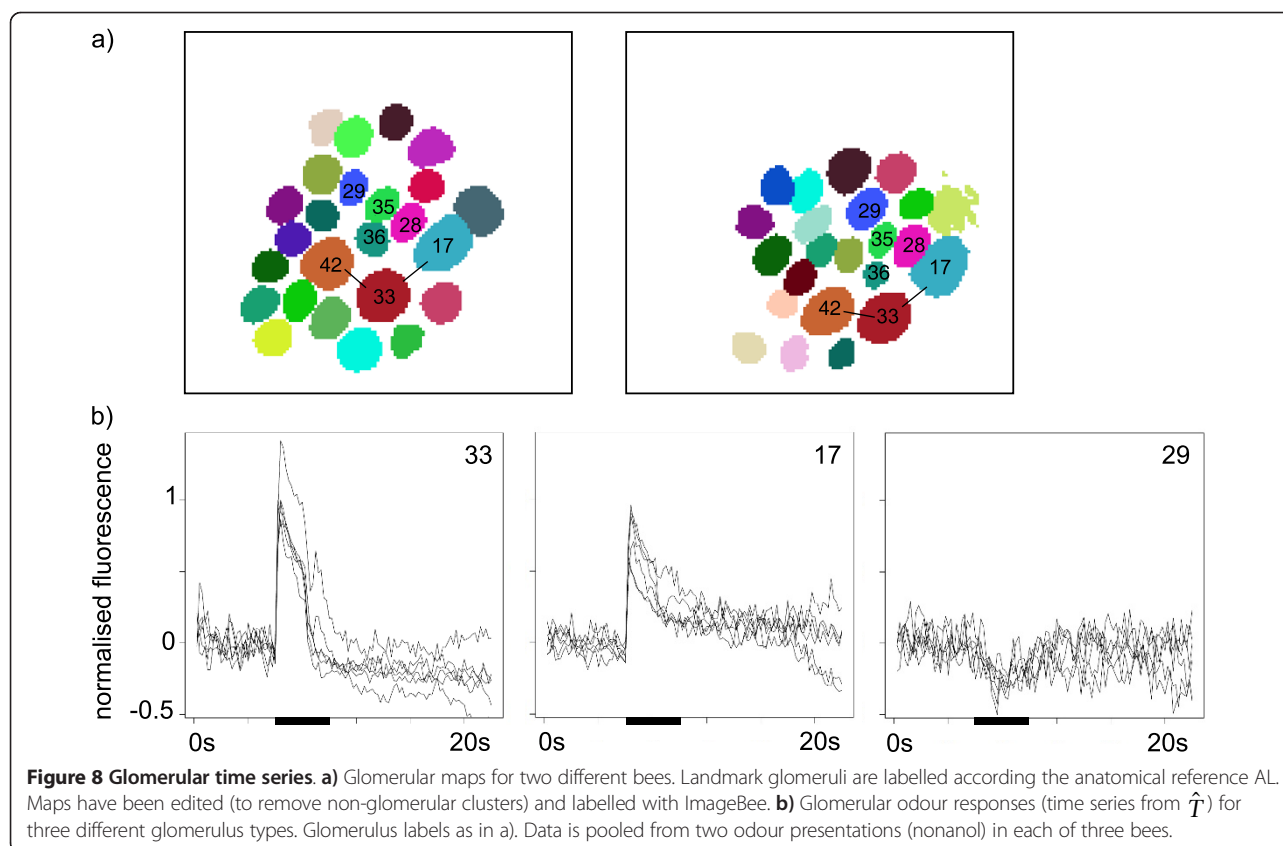 a)
29
35
28
36
17
42
33
29
35
28
17
36
42
33
b)
normalised fluorescence
1
0
-0.5
33
17
29
0s 20s
0s 20s
0s 20s
Figure 8 Glomerular time series. a) Glomerular maps for two different bees. Landmark glomeruli are labelled according the anatomical reference AL.
Maps have been edited (to remove non-glomerular clusters) and labelled with ImageBee. b) Glomerular odour responses (time series from T̂) for
three different glomerulus types. Glomerulus labels as in a). Data is pooled from two odour presentations (nonanol) in each of three bees.